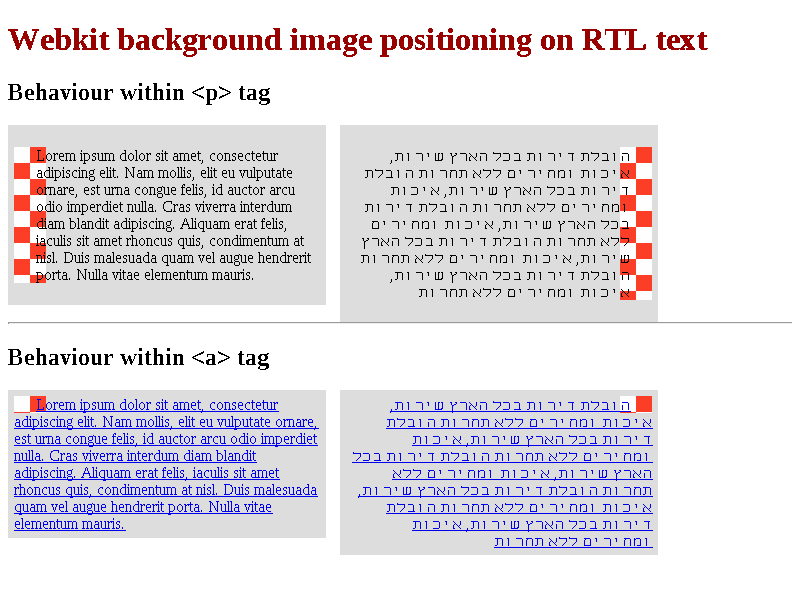 Webkit background image positioning on RTL text
Behaviour within <p> tag
Lorem ipsum dolor sit amet, consectetur
adipiscing elit. Nam mollis, elit eu vulputate
ornare, est urna congue felis, id auctor arcu
odio imperdiet nulla. Cras viverra interdum
diam blandit adipiscing. Aliquam erat felis,
iaculis sit amet rhoncus quis, condimentum at
nisl. Duis malesuada quam vel augue hendrerit
porta. Nulla vitae elementum mauris.
הובלת דירות בכל הארץ שירות,
איכות ומחירים ללא תחרות הובלת
דירות בכל הארץ שירות, איכות
ומחירים ללא תחרות הובלת דירות
בכל הארץ שירות, איכות ומחירים
ללא תחרות הובלת דירות בכל הארץ
שירות, איכות ומחירים ללא תחרות
הובלת דירות בכל הארץ שירות,
איכות ומחירים ללא תחרות
Behaviour within <a> tag
Lorem ipsum dolor sit amet, consectetur
adipiscing elit. Nam mollis, elit eu vulputate ornare,
est urna congue felis, id auctor arcu odio imperdiet
nulla. Cras viverra interdum diam blandit
adipiscing. Aliquam erat felis, iaculis sit amet
rhoncus quis, condimentum at nisl. Duis malesuada
quam vel augue hendrerit porta. Nulla vitae
elementum mauris.
הובלת דירות בכל הארץ שירות,
איכות ומחירים ללא תחרות הובלת
דירות בכל הארץ שירות, איכות
ומחירים ללא תחרות הובלת דירות בכל
הארץ שירות, איכות ומחירים ללא
תחרות הובלת דירות בכל הארץ שירות,
איכות ומחירים ללא תחרות הובלת
דירות בכל הארץ שירות, איכות
ומחירים ללא תחרות